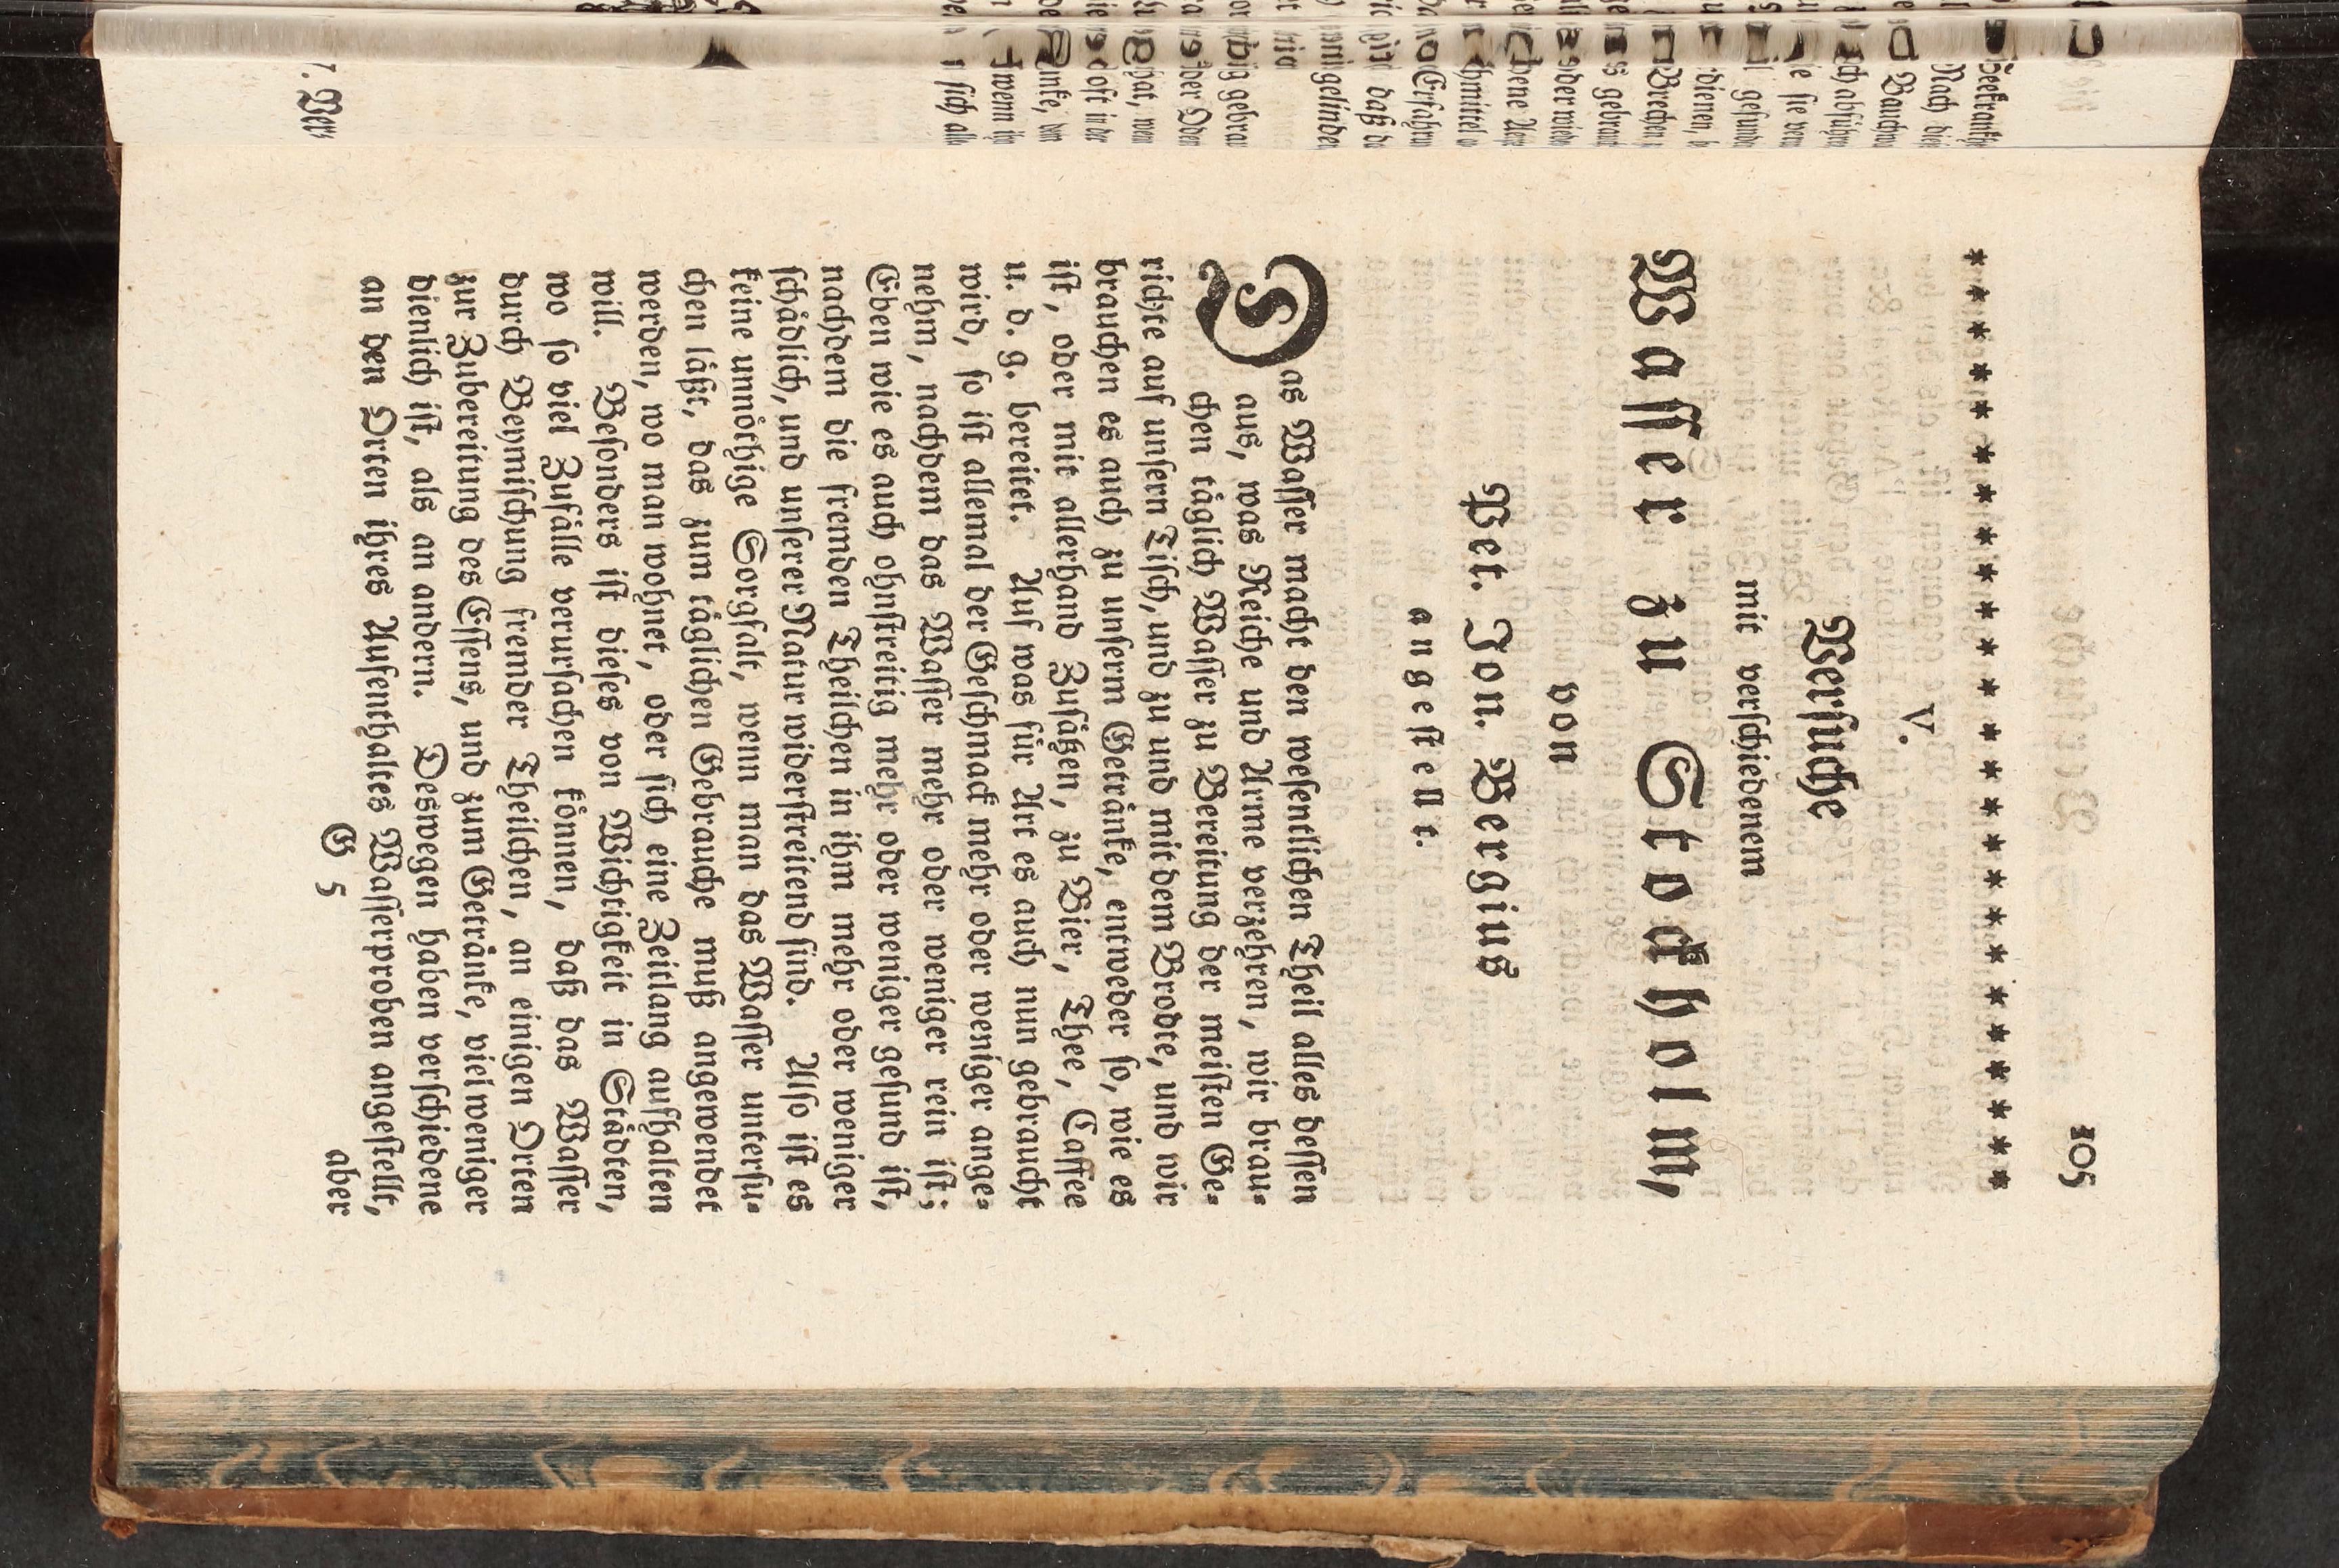 105
* * * * * * * * * * * * * * * * * * * * * * * * *
V.
Versuche
mit verschiedenem
Wasser zu Stockholm,
von
Pet. Jon. Bergius
angestellt.
Das Wasser macht den wesentlichen Theil alles dessen
aus, was Reiche und Arme verzehren, wir brau-
chen täglich Wasser zu Bereitung der meisten Ge-
richte auf unsern Tisch, und zu und mit dem Brodte, und wir
brauchen es auch zu unserm Getränke, entweder so, wie es
ist, oder mit allerhand Zusätzen, zu Bier, Thee, Caffee
u. d. g. bereitet. Auf was für Art es auch nun gebraucht
wird, so ist allemal der Geschmack mehr oder weniger ange-
nehm, nachdem das Wasser mehr oder weniger rein ist;
Eben wie es auch ohnstreitig mehr oder weniger gesund ist,
nachdem die fremden Theilchen in ihm mehr oder weniger
schädlich, und unserer Natur widerstreitend sind. Also ist es
keine unnöthige Sorgfalt, wenn man das Wasser untersu-
chen läßt, das zum täglichen Gebrauche muß angewendet
werden, wo man wohnet, oder sich eine Zeitlang aufhalten
will. Besonders ist dieses von Wichtigkeit in Städten,
wo so viel Zufälle verursachen können, daß das Wasser
durch Beymischung fremder Theilchen, an einigen Orten
zur Zubereitung des Essens, und zum Getränke, vielweniger
dienlich ist, als an andern. Deswegen haben verschiedene
an den Orten ihres Aufenthaltes Wasserproben angestellt,
G 5
aber